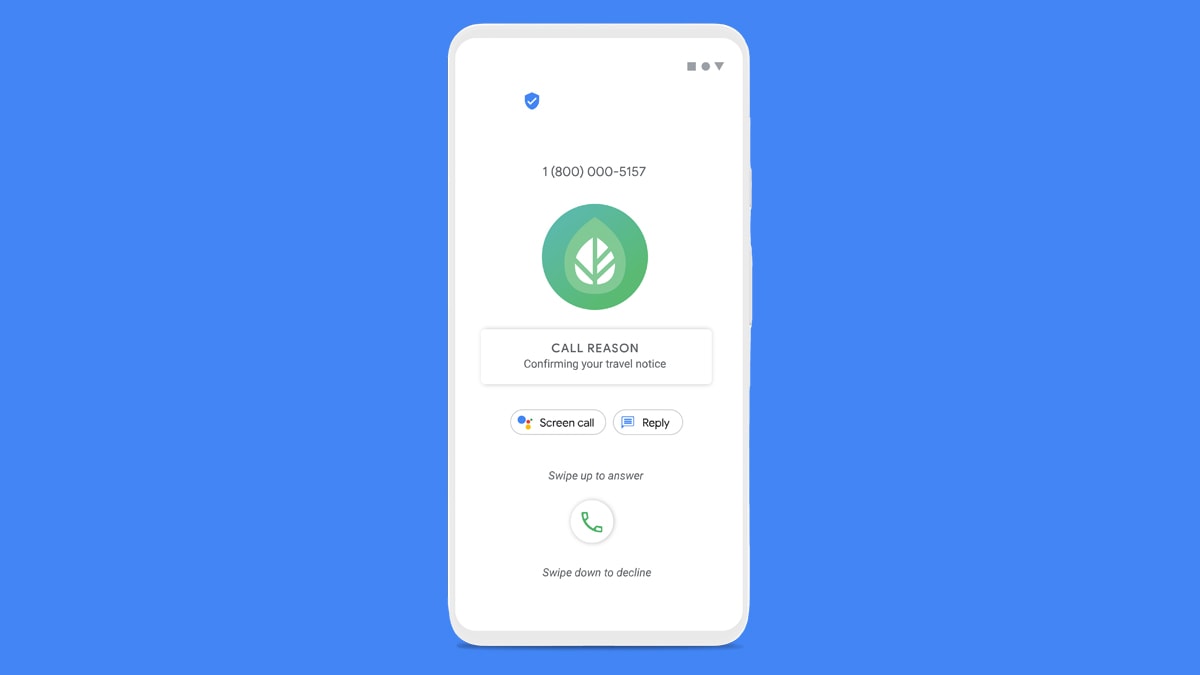 1 (800) 000-5157
CALL REASON
Confirming your travel notice
Screen call
Reply
Swipe up to answer
Swipe down to decline